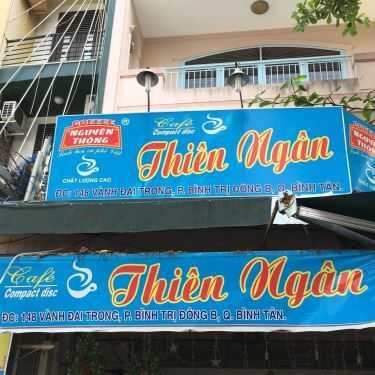 COFFEE
NGUYÊN
THÔNG
®
CHẤT LƯỢNG CAO
Café
Compact disc
Thiên Ngân
ĐC: 148 VÀNH ĐAI TRONG, P. BÌNH TRỊ ĐÔNG B, Q. BÌNH TÂN.
Café
Compact disc
Thiên Ngân
ĐC: 148 VÀNH ĐAI TRONG, P. BÌNH TRỊ ĐÔNG B, Q. BÌNH TÂN.